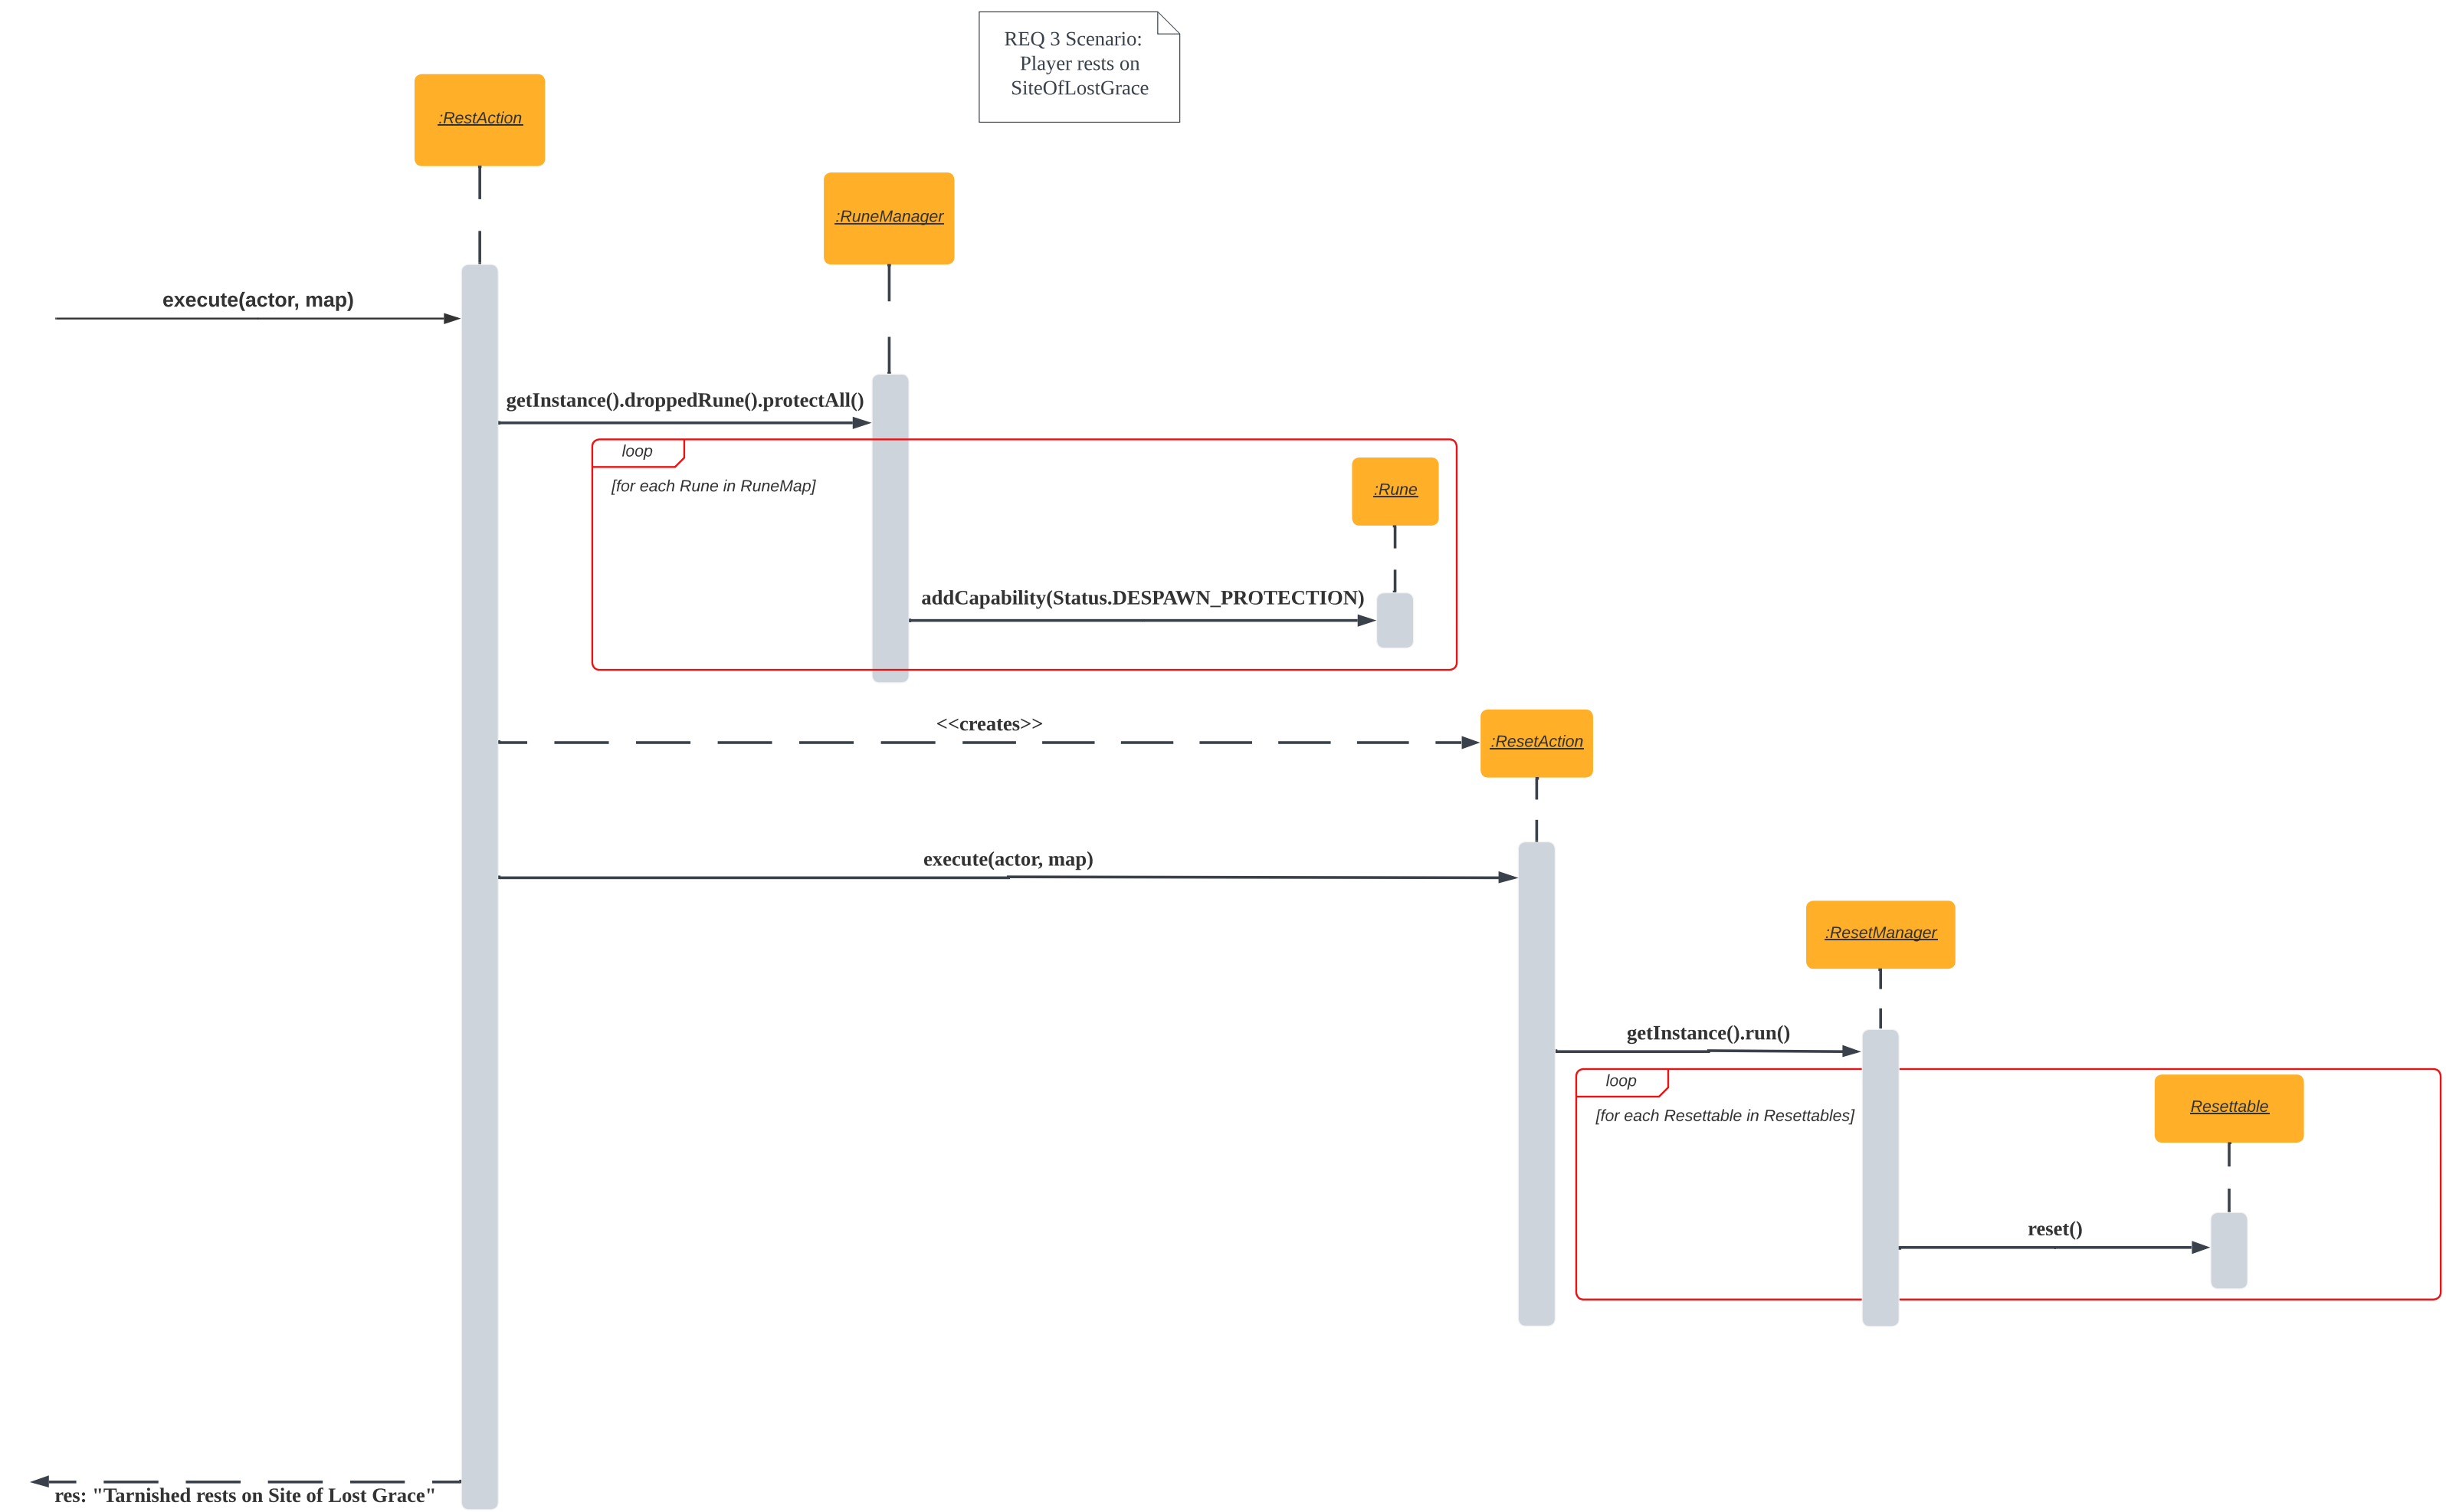 REQ 3 Scenario:
Player rests on
SiteOfLostGrace
:RestAction
:RuneManager
execute(actor, map)
getInstance().droppedRune().protectAll()
loop
[for each Rune in RuneMap]
:Rune
addCapability(Status.DESPAWN_PROTECTION)
<<creates>>
:ResetAction
execute(actor, map)
:ResetManager
getInstance().run()
loop
[for each Resettable in Resettables]
Resettable
reset()
res: "Tarnished rests on Site of Lost Grace"